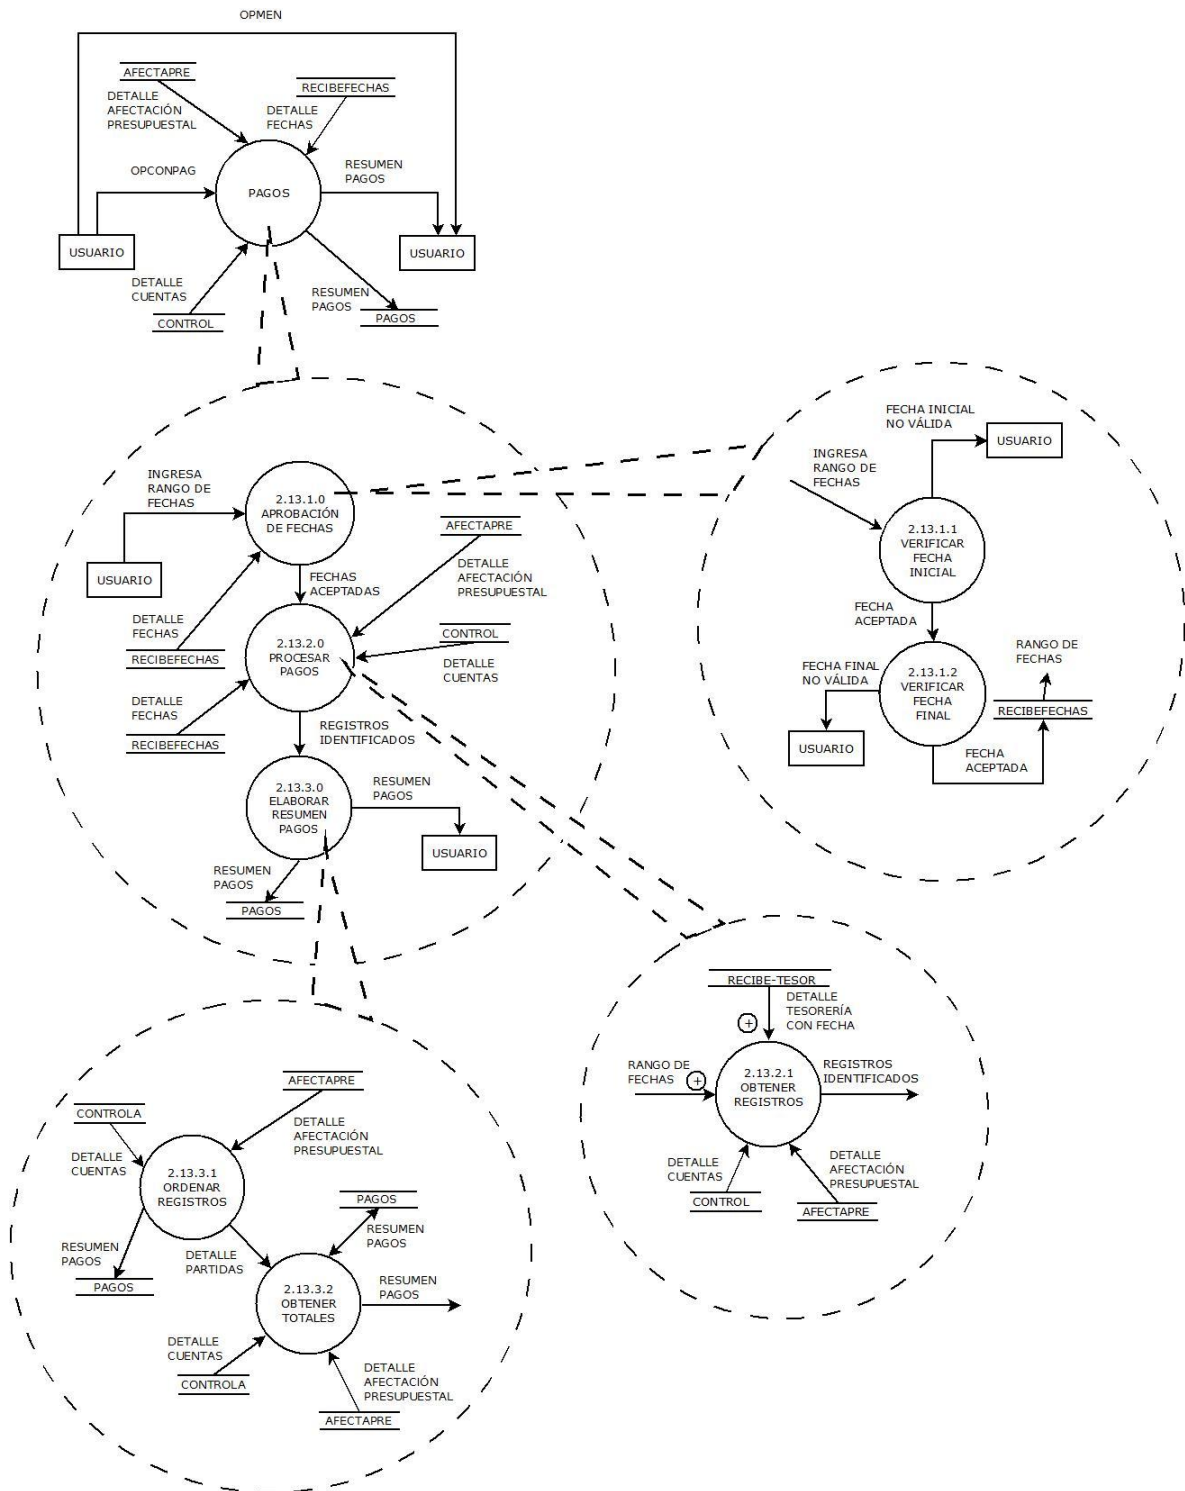 OPMEN
AFECTAPRE
RECIBEFECHAS
DETALLE
AFECTACIÓN
PRESUPUESTAL
DETALLE
FECHAS
OPCONPAG
PAGOS
RESUMEN
PAGOS
USUARIO
USUARIO
DETALLE
CUENTAS
RESUMEN
PAGOS
CONTROL
PAGOS
INGRESA
RANGO DE
FECHAS
2.13.1.0
APROBACIÓN
DE FECHAS
AFECTAPRE
USUARIO
FECHAS
ACEPTADAS
DETALLE
AFECTACIÓN
PRESUPUESTAL
DETALLE
FECHAS
RECIBEFECHAS
2.13.2.0
PROCESAR
PAGOS
CONTROL
DETALLE
CUENTAS
DETALLE
FECHAS
RECIBEFECHAS
REGISTROS
IDENTIFICADOS
2.13.3.0
ELABORAR
RESUMEN
PAGOS
RESUMEN
PAGOS
USUARIO
RESUMEN
PAGOS
PAGOS
FECHA INICIAL
NO VÁLIDA
USUARIO
INGRESA
RANGO DE
FECHAS
2.13.1.1
VERIFICAR
FECHA
INICIAL
FECHA
ACEPTADA
RANGO DE
FECHAS
FECHA FINAL
NO VÁLIDA
2.13.1.2
VERIFICAR
FECHA
FINAL
RECIBEFECHAS
USUARIO
FECHA
ACEPTADA
RECIBE-TESOR
DETALLE
TESORERÍA
CON FECHA
+
RANGO DE
FECHAS
+
2.13.2.1
OBTENER
REGISTROS
REGISTROS
IDENTIFICADOS
DETALLE
CUENTAS
CONTROL
DETALLE
AFECTACIÓN
PRESUPUESTAL
AFECTAPRE
AFECTAPRE
CONTROLA
DETALLE
AFECTACIÓN
PRESUPUESTAL
DETALLE
CUENTAS
2.13.3.1
ORDENAR
REGISTROS
PAGOS
RESUMEN
PAGOS
RESUMEN
PAGOS
PAGOS
DETALLE
PARTIDAS
2.13.3.2
OBTENER
TOTALES
RESUMEN
PAGOS
DETALLE
CUENTAS
CONTROLA
DETALLE
AFECTACIÓN
PRESUPUESTAL
AFECTAPRE